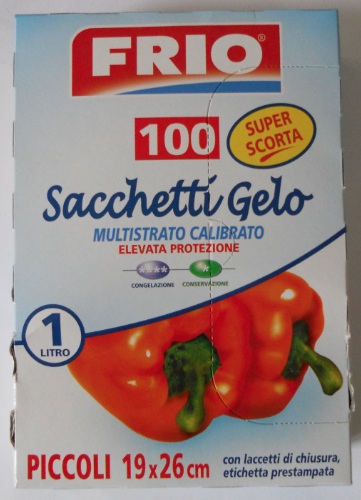 FRIO
100
SUPER
SCORTA
Sacchetti Gelo
MULTISTRATO CALIBRATO
ELEVATA PROTEZIONE
CONGELAZIONE
CONSERVAZIONE
1
LITRO
PICCOLI 19x26cm
con laccetti di chiusura,
etichetta prestampata